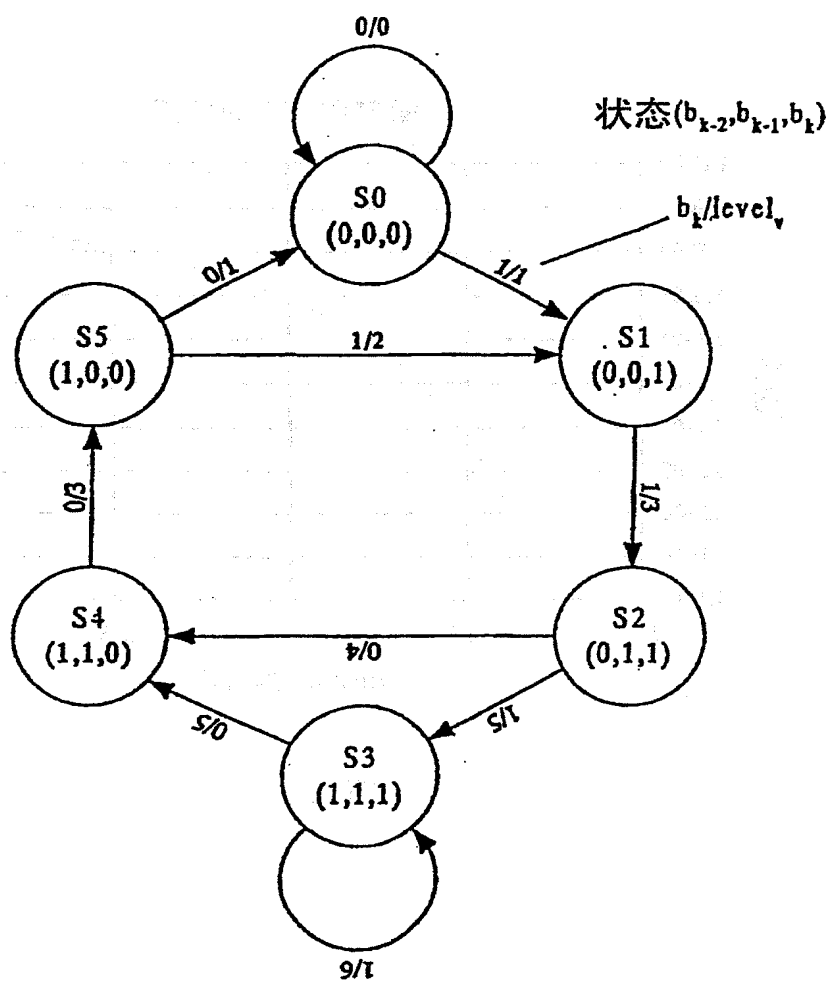 0/0
状态(b_{k-2},b_{k-1},b_k)
S0
(0,0,0)
b_k/level_v
0/1
1/1
S5
(1,0,0)
1/2
S1
(0,0,1)
0/3
1/3
S4
(1,1,0)
0/4
S2
(0,1,1)
0/5
1/5
S3
(1,1,1)
1/6